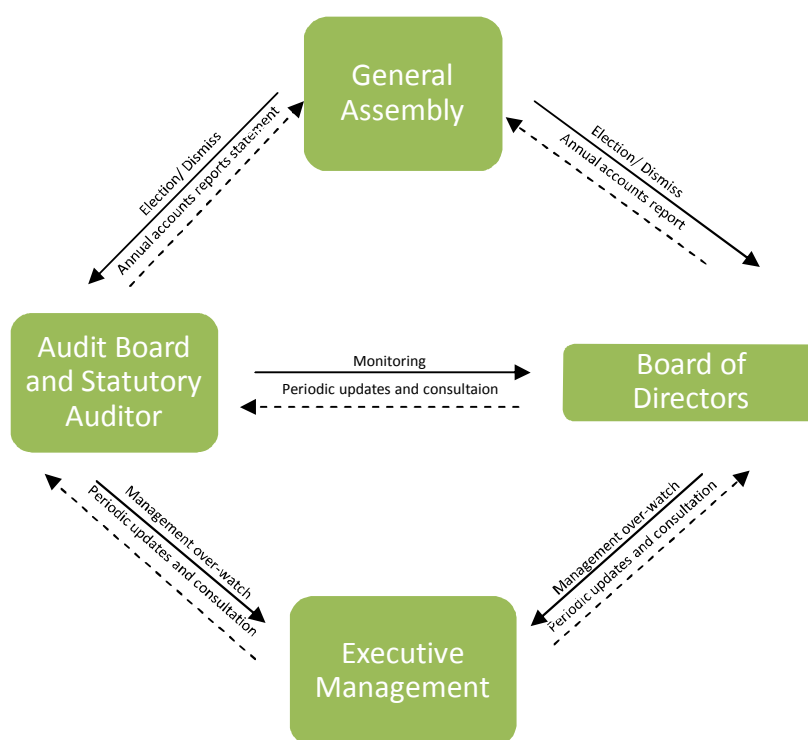 General
Assembly
Election/ Dismiss
Annual accounts reports statement
Election/ Dismiss
Annual accounts report
Audit Board
and Statutory
Auditor
Monitoring
Periodic updates and consultaion
Board of
Directors
Management over-watch
Periodic updates and consultation
Management over-watch
Periodic updates and consultation
Executive
Management